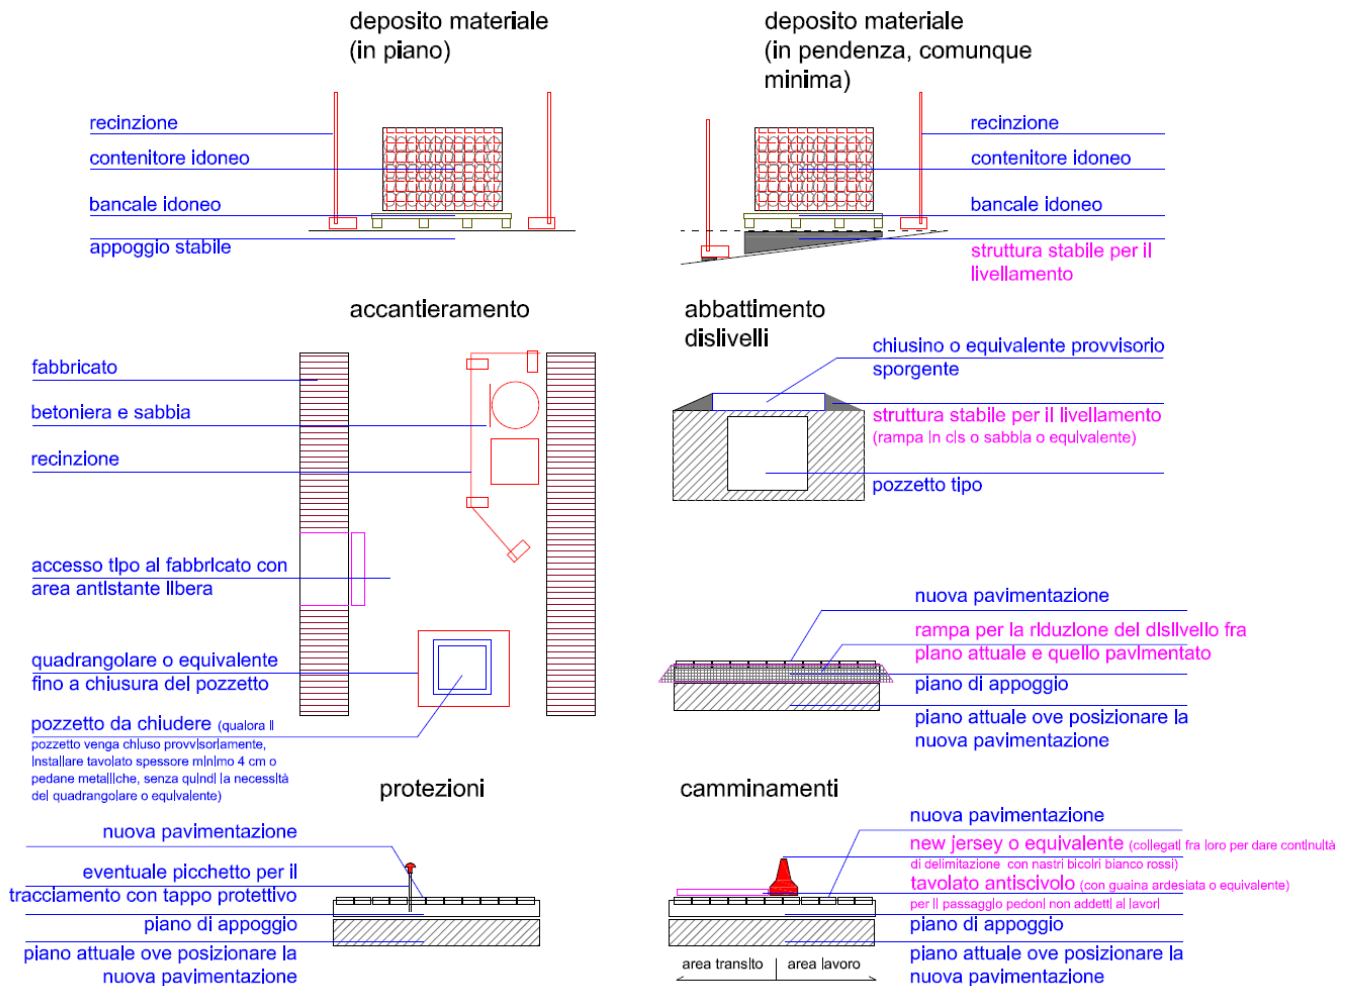 deposito materiale
(in piano)
recinzione
contenitore idoneo
bancale idoneo
appoggio stabile
deposito materiale
(in pendenza, comunque
minima)
recinzione
contenitore idoneo
bancale idoneo
struttura stabile per il
livellamento
accantieramento
fabbricato
betoniera e sabbia
recinzione
accesso tipo al fabbricato con
area antistante libera
quadrangolare o equivalente
fino a chiusura del pozzetto
pozzetto da chiudere (qualora il
pozzetto venga chiuso provvisoriamente,
installare tavolato spessore minimo 4 cm o
pedane metalliche, senza quindi la necessità
del quadrangolare o equivalente)
abbattimento
dislivelli
chiusino o equivalente provvisorio
sporgente
struttura stabile per il livellamento
(rampa in cls o sabbia o equivalente)
pozzetto tipo
nuova pavimentazione
rampa per la riduzione del dislivello fra
piano attuale e quello pavimentato
piano di appoggio
piano attuale ove posizionare la
nuova pavimentazione
protezioni
nuova pavimentazione
eventuale picchetto per il
tracciamento con tappo protettivo
piano di appoggio
piano attuale ove posizionare la
nuova pavimentazione
camminamenti
nuova pavimentazione
new jersey o equivalente (collegati fra loro per dare continuità
di delimitazione con nastri bicolri bianco rossi)
tavolato antiscivolo (con guaina ardesiata o equivalente)
per il passaggio pedoni non addetti ai lavori
piano di appoggio
piano attuale ove posizionare la
nuova pavimentazione
area transito
area lavoro